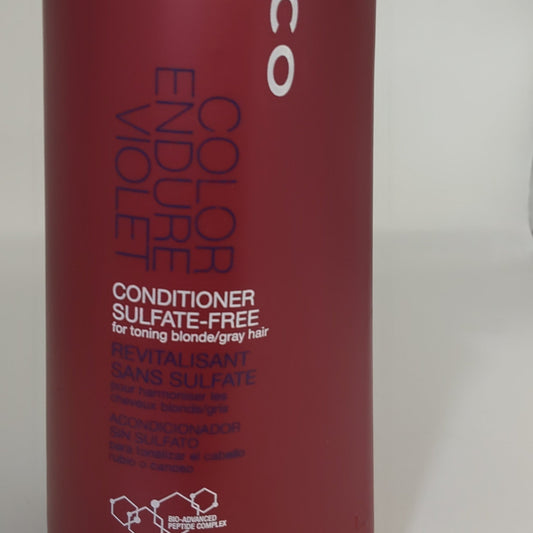 CO
COLOR
ENDURE
VIOLET
CONDITIONER
SULFATE-FREE
for toning blonde/gray hair
REVITALISANT
SANS SULFATE
pour harmoniser les
cheveux blonds/gris
ACONDICIONADOR
SIN SULFATO
para tonalizar el cabello
rubio o canoso
BIO-ADVANCED
PEPTIDE COMPLEX